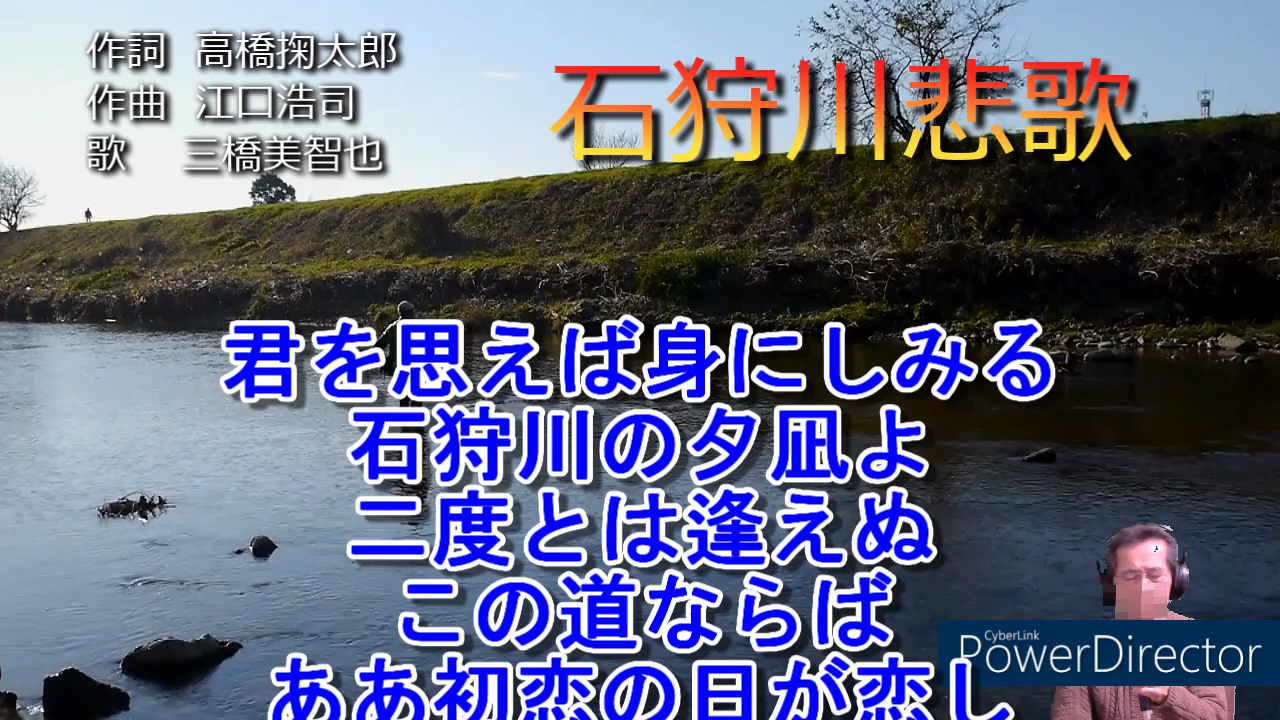 作詞 高橋掬太郎
作曲 江口浩司
歌 三橋美智也
石狩川悲歌
君を思えば身にしみる
石狩川の夕凪よ
二度とは逢えぬ
この道ならば
ああ初恋の日が恋し
CyberLink
PowerDirector